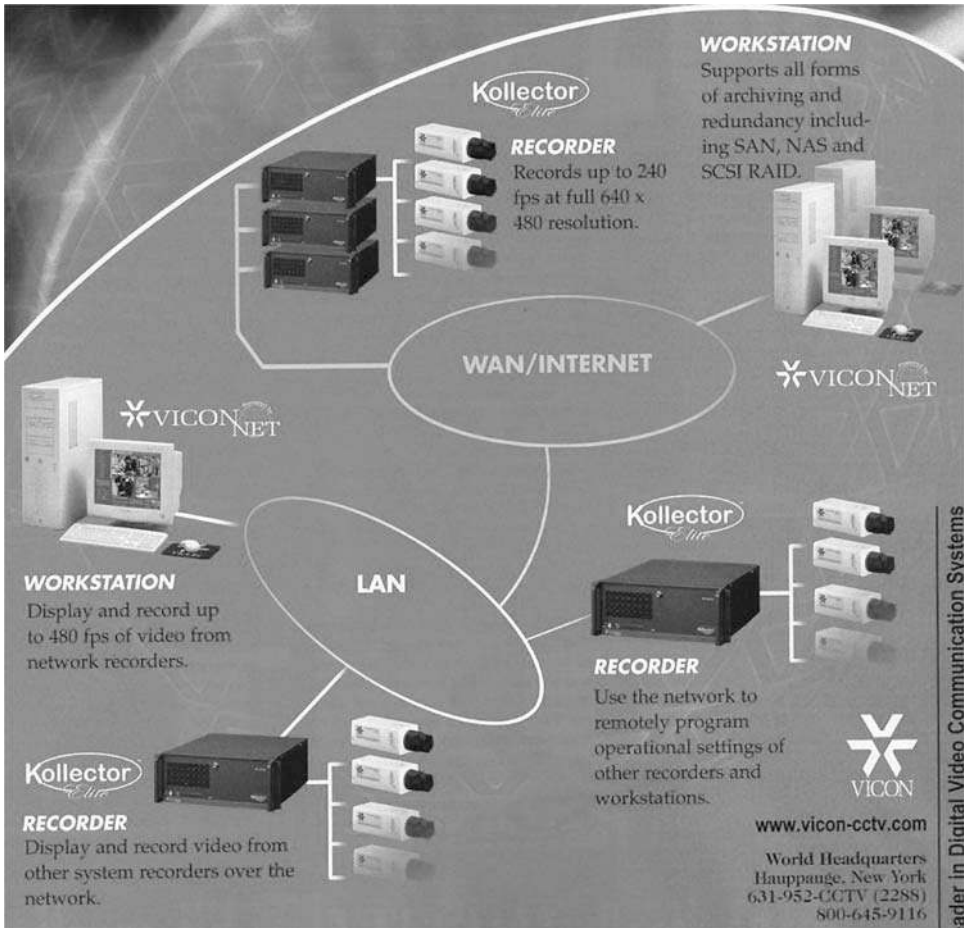 WORKSTATION
Supports all forms
of archiving and
redundancy includ-
ing SAN, NAS and
SCSI RAID.
Kollector
Elite
RECORDER
Records up to 240
fps at full 640 x
480 resolution.
WAN/INTERNET
VICON NET
VICON NET
WORKSTATION
Display and record up
to 480 fps of video from
network recorders.
LAN
Kollector
Elite
RECORDER
Use the network to
remotely program
operational settings of
other recorders and
workstations.
Kollector
Elite
RECORDER
Display and record video from
other system recorders over the
network.
VICON
www.vicon-cctv.com
World Headquarters
Hauppauge, New York
631-952-CCTV (2288)
800-645-9116
in Digital Video Communication Systems